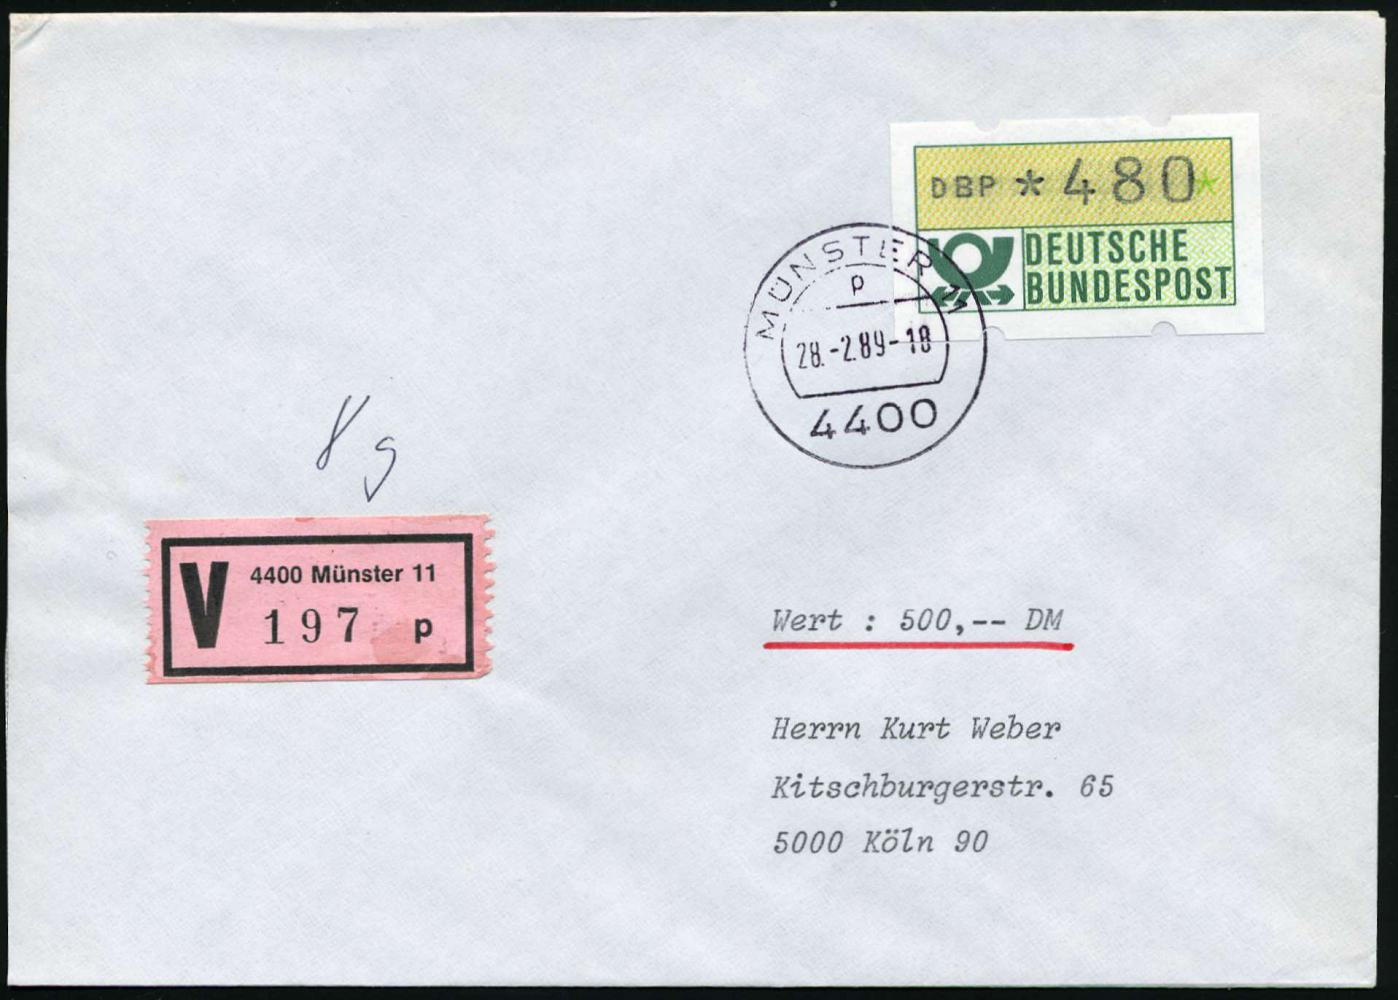 DBP *480*
DEUTSCHE
BUNDESPOST
MÜNSTER 11
p
28.-2.89-18
4400
8 g
V 4400 Münster 11
197 p
Wert : 500,-- DM
Herrn Kurt Weber
Kitschburgerstr. 65
5000 Köln 90